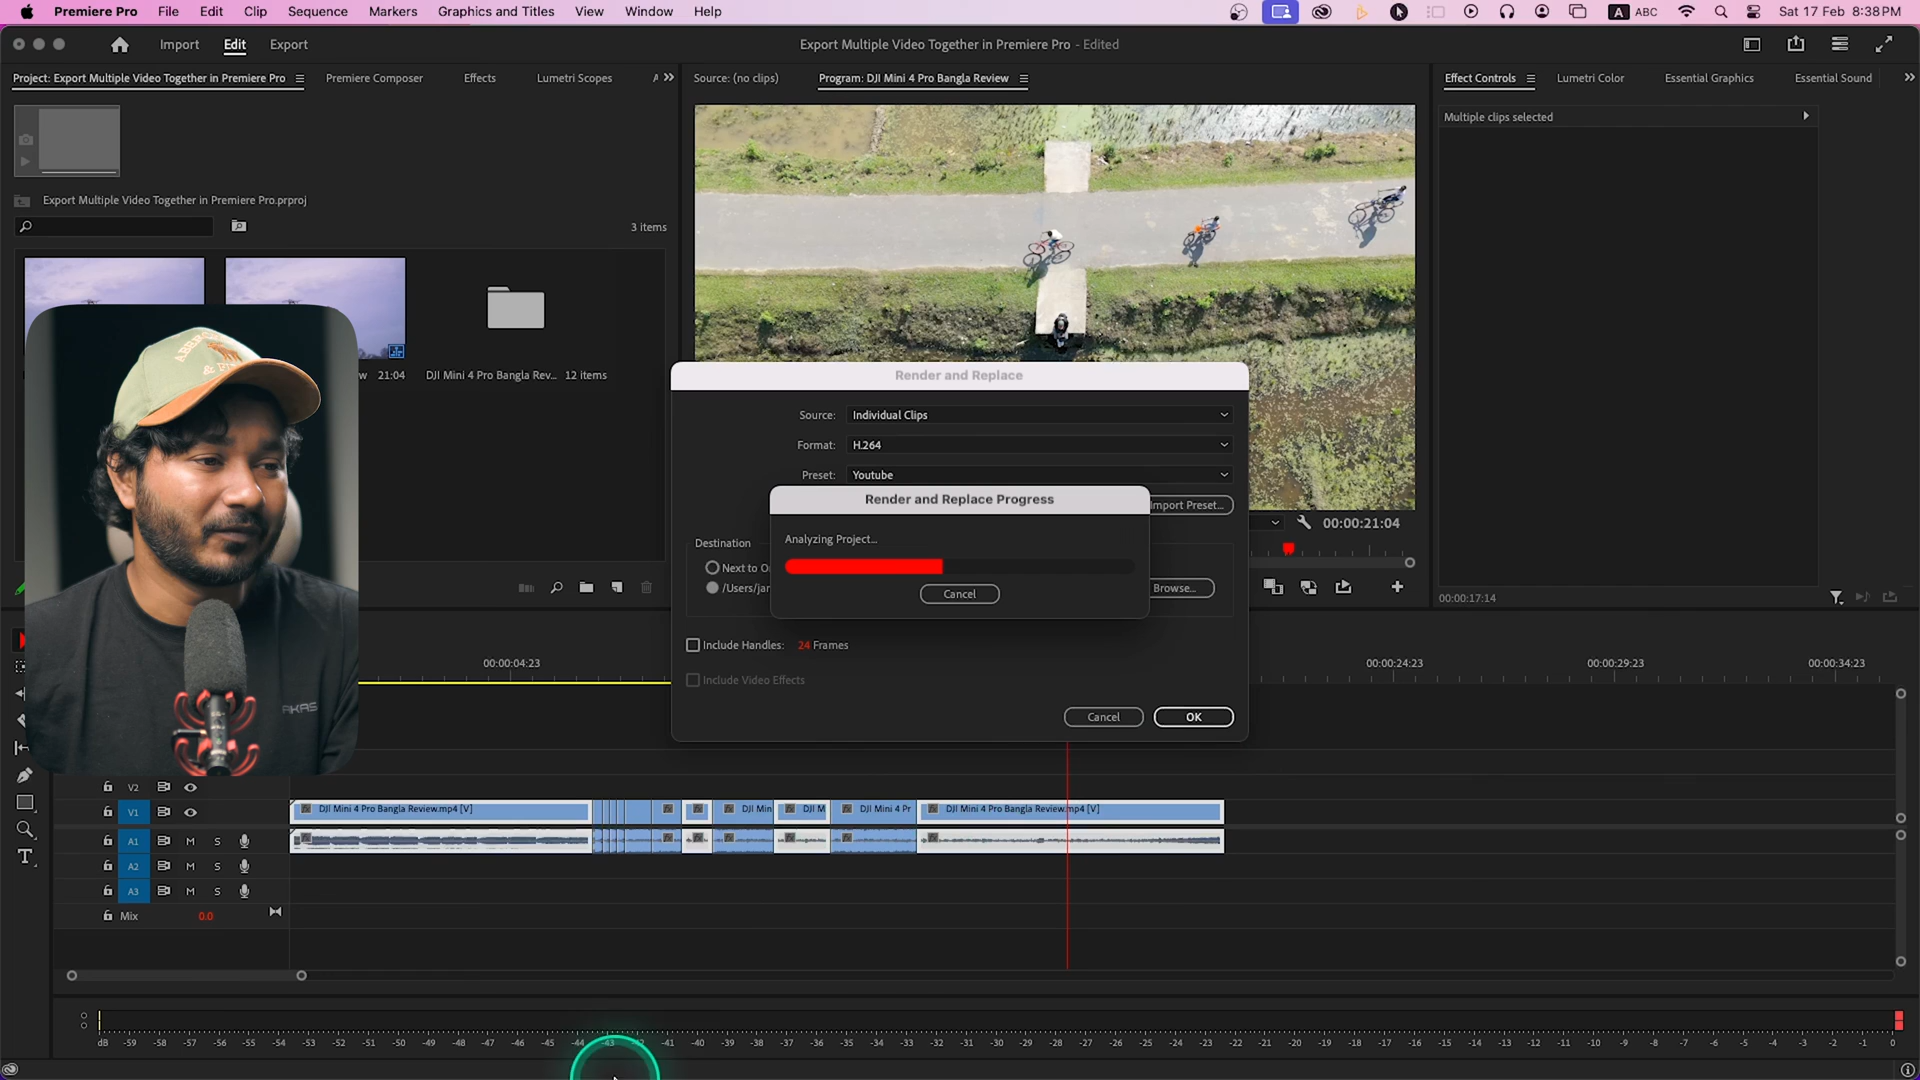 Premiere Pro File Edit Clip Sequence Markers Graphics and Titles View Window Help
A ABC Sat 17 Feb 8:38PM
Import Edit Export
Export Multiple Video Together in Premiere Pro - Edited
Project: Export Multiple Video Together in Premiere Pro Premiere Composer Effects Lumetri Scopes
Source: (no clips) Program: DJI Mini 4 Pro Bangla Review
Effect Controls Lumetri Color Essential Graphics Essential Sound
Multiple clips selected
Export Multiple Video Together in Premiere Pro.prproj
3 items
21:04 DJI Mini 4 Pro Bangla Rev... 12 items
Render and Replace
Source: Individual Clips
Format: H.264
Preset: Youtube
Import Preset...
Render and Replace Progress
Analyzing Project...
Cancel
Destination
Next to O
/Users/jar
Browse...
Include Handles: 24 Frames
Include Video Effects
Cancel OK
00:00:21:04
00:00:17:14
00:00:04:23 00:00:24:23 00:00:29:23 00:00:34:23
AKAS
V2
V1 DJI Mini 4 Pro Bangla Review.mp4 [V] DJI Min DJI M DJI Mini 4 Pr DJI Mini 4 Pro Bangla Review.mp4 [V]
A1 M S
A2 M S
A3 M S
Mix 0.0
dB -59 -56 -55 -54 -53 -52 -51 -50 -49 -48 -47 -46 -45 -44 -43 -42 -41 -40 -39 -38 -37 -36 -35 -34 -33 -32 -31 -30 -29 -28 -27 -26 -25 -24 -23 -22 -21 -20 -19 -18 -17 -16 -15 -14 -13 -12 -11 -10 -9 -8 -7 -6 -5 -4 -3 -2 -1 0